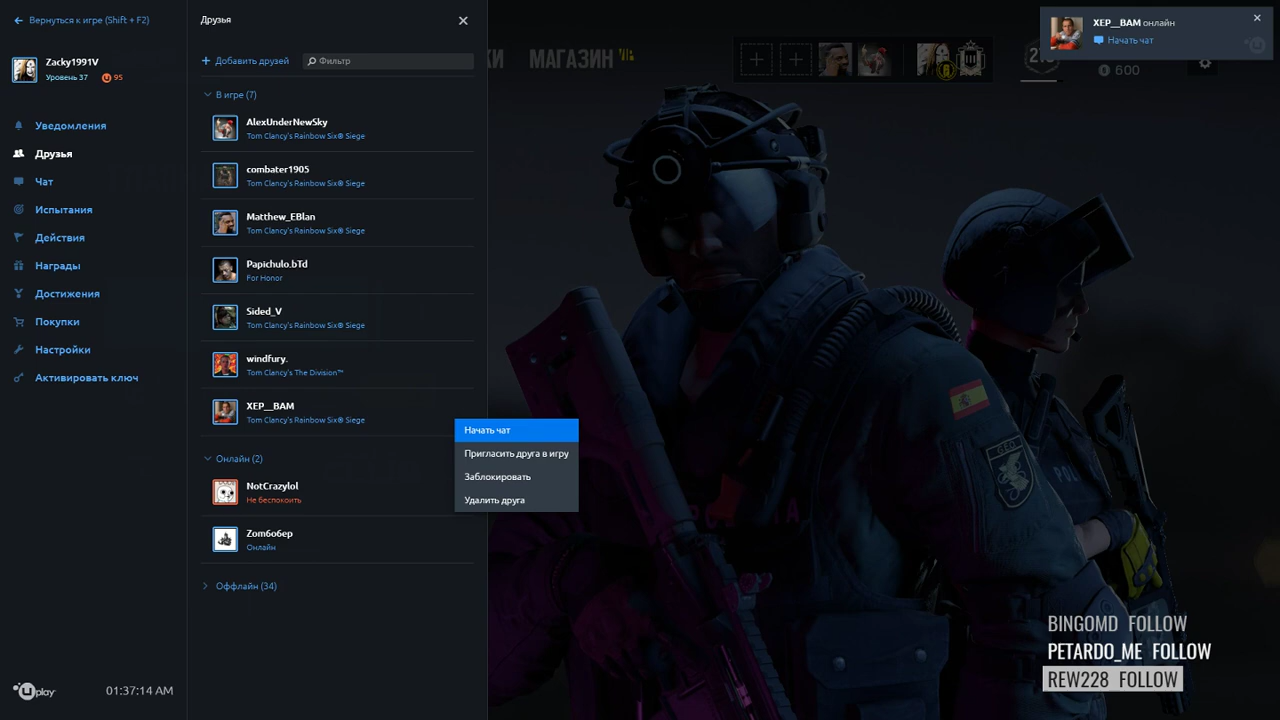 Вернуться к игре (Shift + F2)
Zacky1991V
Уровень 37
95
Уведомления
Друзья
Чат
Испытания
Действия
Награды
Достижения
Покупки
Настройки
Активировать ключ
uplay
01:37:14 AM
Друзья
Добавить друзей
Фильтр
В игре (7)
AlexUnderNewSky
Tom Clancy's Rainbow Six® Siege
combater1905
Tom Clancy's Rainbow Six® Siege
Matthew_EBlan
Tom Clancy's Rainbow Six® Siege
Papichulo.bTd
For Honor
Sided_V
Tom Clancy's Rainbow Six® Siege
windfury.
Tom Clancy's The Division™
XEP__BAM
Tom Clancy's Rainbow Six® Siege
Онлайн (2)
NotCrazylol
Не беспокоить
Zom6o6ep
Онлайн
Оффлайн (34)
Начать чат
Пригласить друга в игру
Заблокировать
Удалить друга
МАГАЗИН
600
XEP__BAM онлайн
Начать чат
GEO
BINGOMD FOLLOW
PETARDO_ME FOLLOW
REW228 FOLLOW